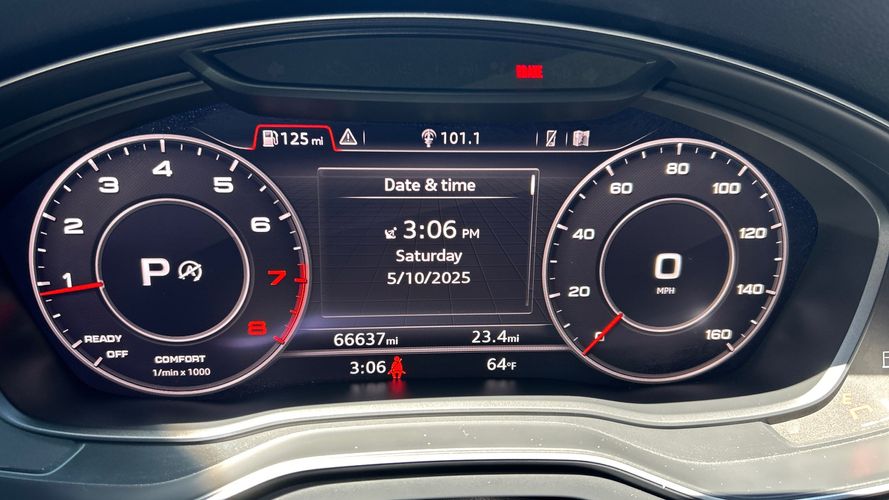 BRAKE
125 mi
101.1
Date & time
3:06 PM
Saturday
5/10/2025
66637mi 23.4mi
3:06 64°F
READY
OFF
1
2
3
4
5
6
7
8
P
A
COMFORT
1/min x 1000
0
20
40
60
80
100
120
140
160
0
MPH
E